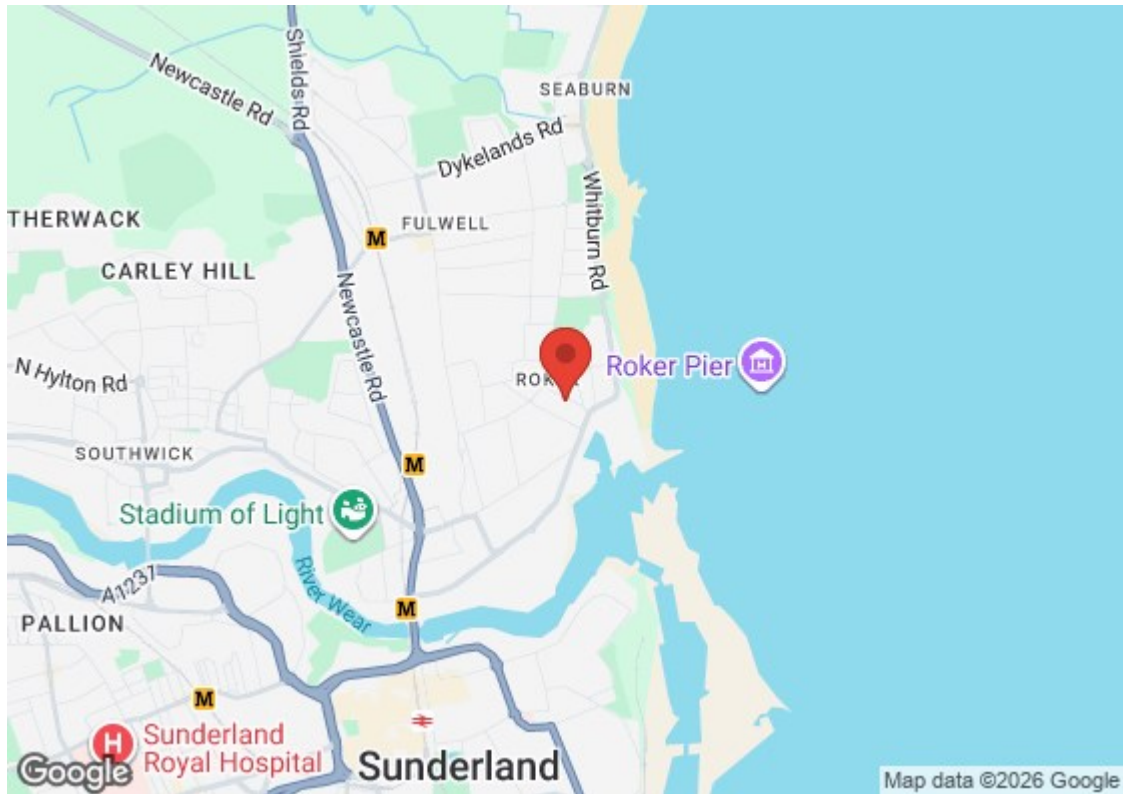 Shields Rd
Newcastle Rd
SEABURN
Dykelands Rd
Whitburn Rd
THERWACK
FULWELL
M
CARLEY HILL
Newcastle Rd
N Hylton Rd
Roker Pier
SOUTHWICK
M
Stadium of Light
River Wear
A1237
M
PALLION
M
H
Sunderland
Royal Hospital
Sunderland
Google
Map data ©2026 Google